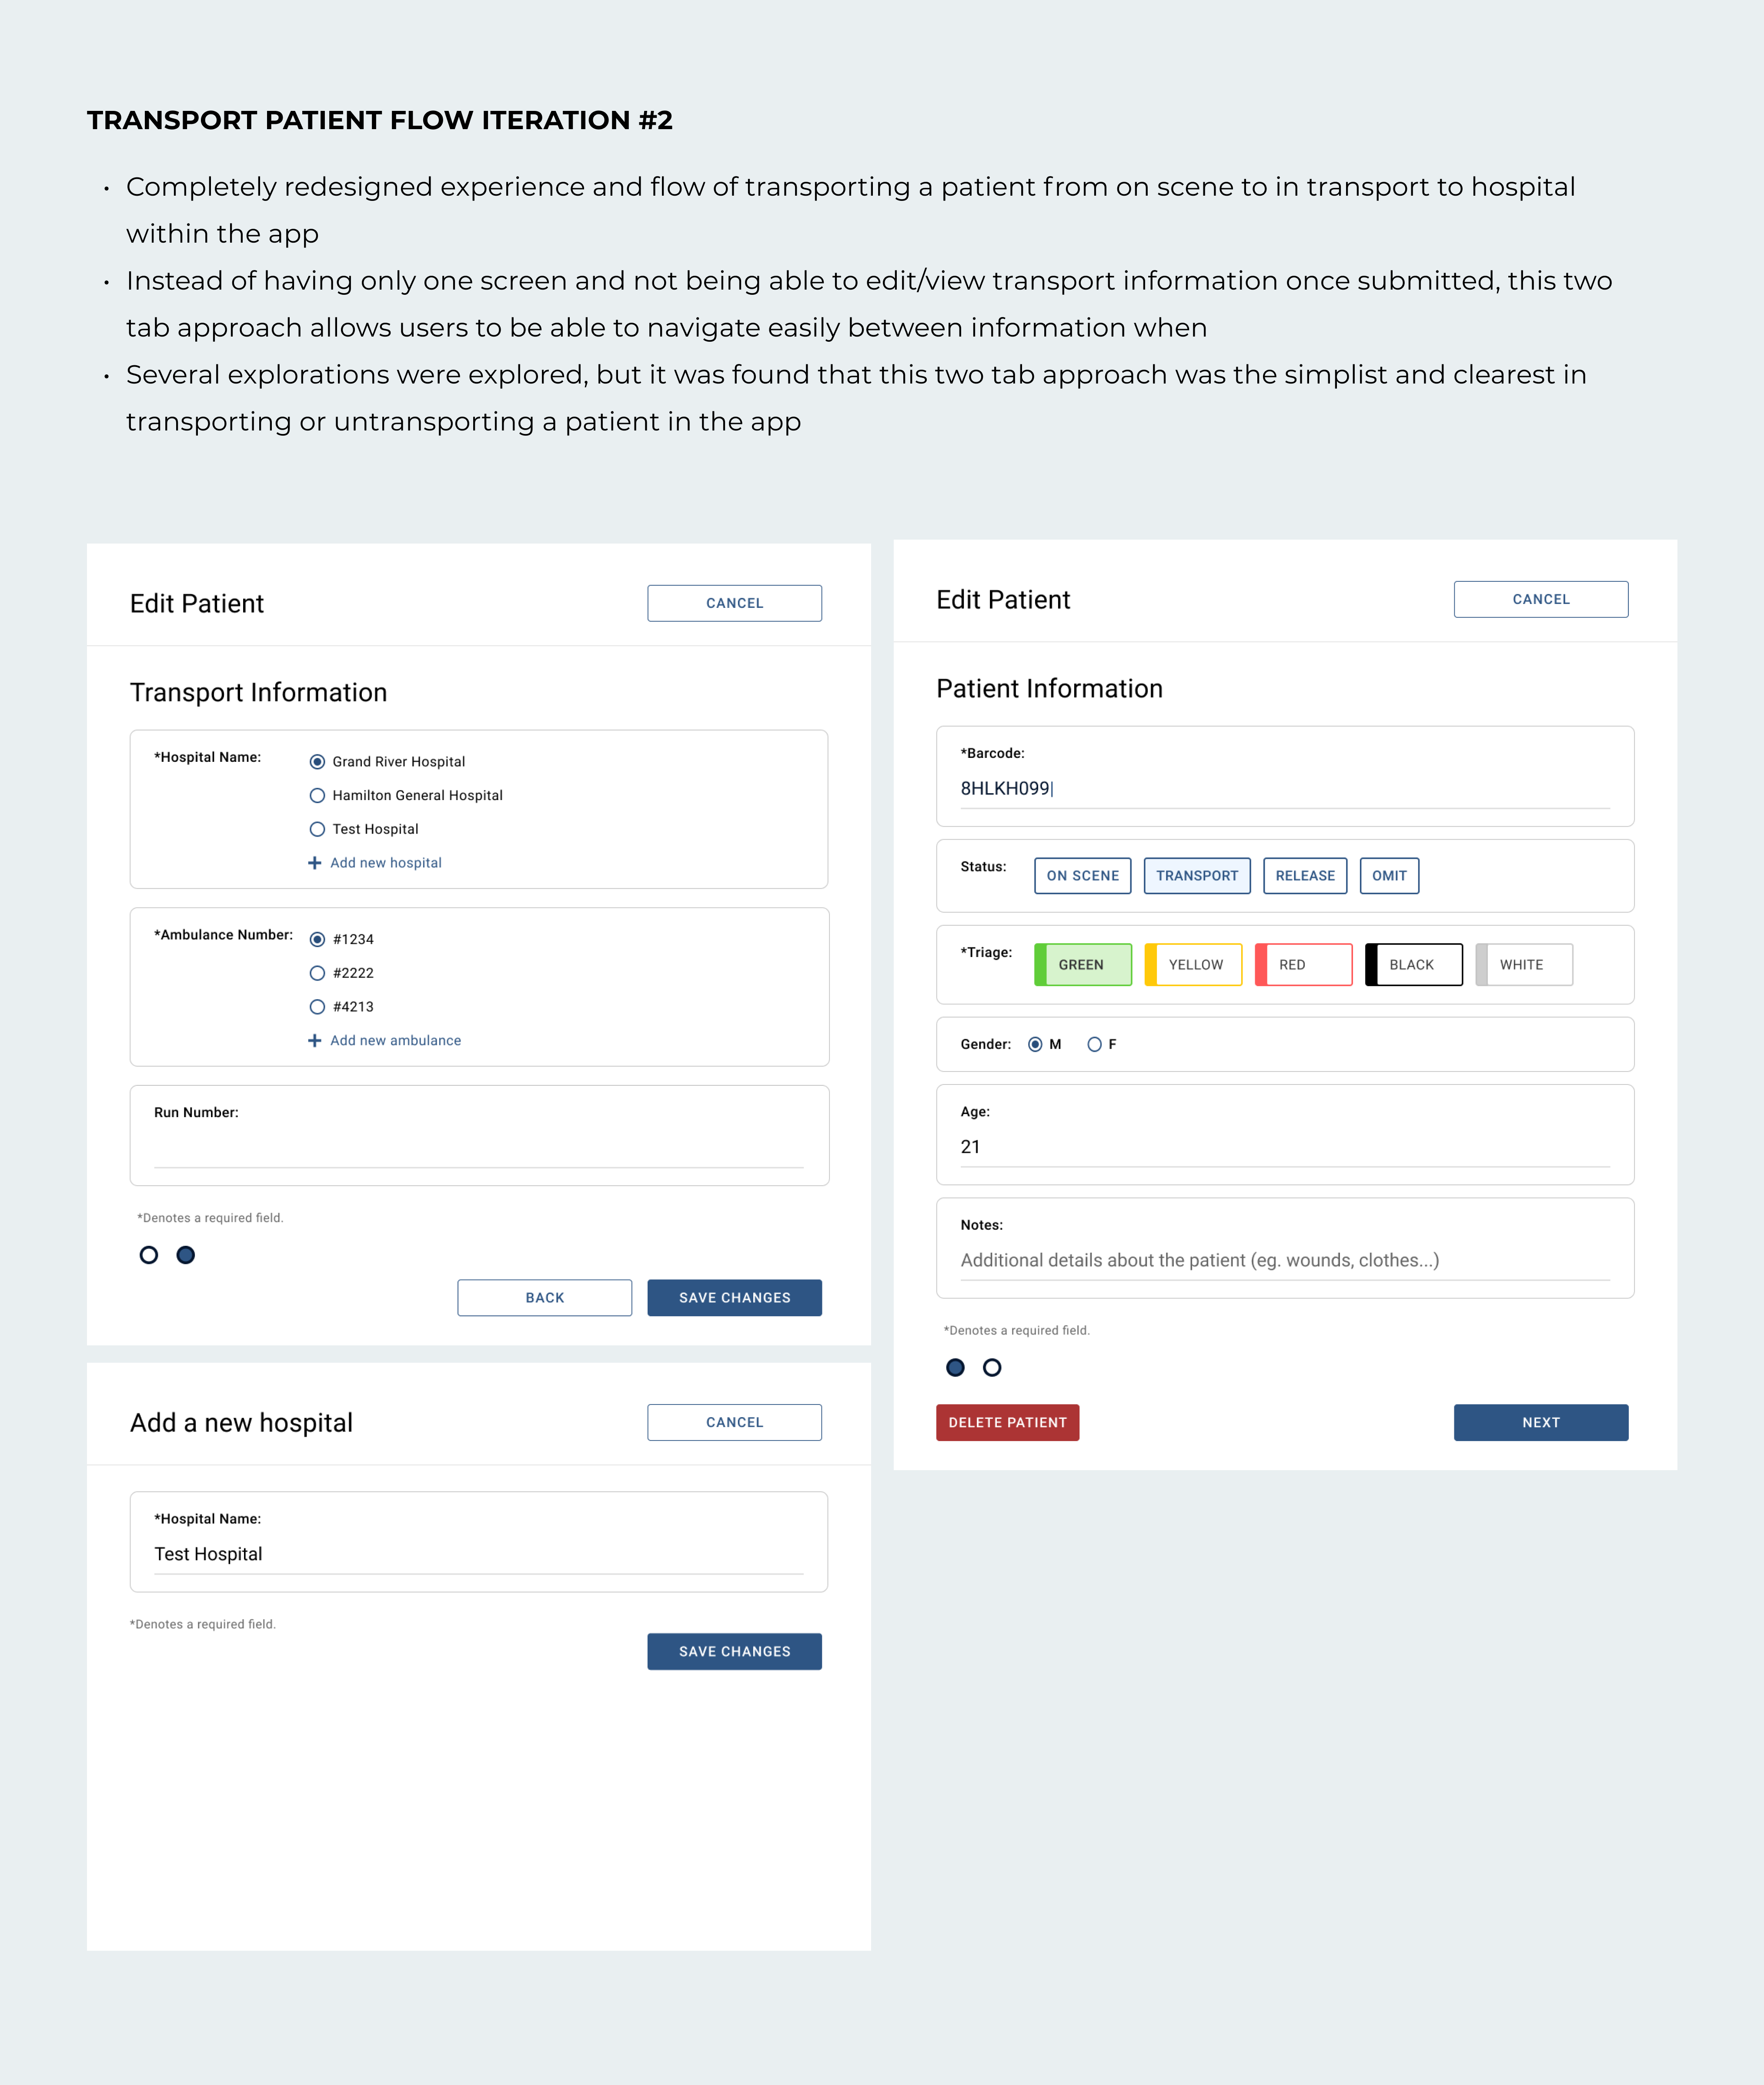 TRANSPORT PATIENT FLOW ITERATION #2
• Completely redesigned experience and flow of transporting a patient from on scene to in transport to hospital
within the app
• Instead of having only one screen and not being able to edit/view transport information once submitted, this two
tab approach allows users to be able to navigate easily between information when
• Several explorations were explored, but it was found that this two tab approach was the simplist and clearest in
transporting or untransporting a patient in the app
Edit Patient
CANCEL
Transport Information
*Hospital Name:
Grand River Hospital
Hamilton General Hospital
Test Hospital
+ Add new hospital
*Ambulance Number:
#1234
#2222
#4213
+ Add new ambulance
Run Number:
*Denotes a required field.
BACK
SAVE CHANGES
Add a new hospital
CANCEL
*Hospital Name:
Test Hospital
*Denotes a required field.
SAVE CHANGES
Edit Patient
CANCEL
Patient Information
*Barcode:
8HLKH099
Status:
ON SCENE
TRANSPORT
RELEASE
OMIT
*Triage:
GREEN
YELLOW
RED
BLACK
WHITE
Gender:
M
F
Age:
21
Notes:
Additional details about the patient (eg. wounds, clothes...)
*Denotes a required field.
DELETE PATIENT
NEXT